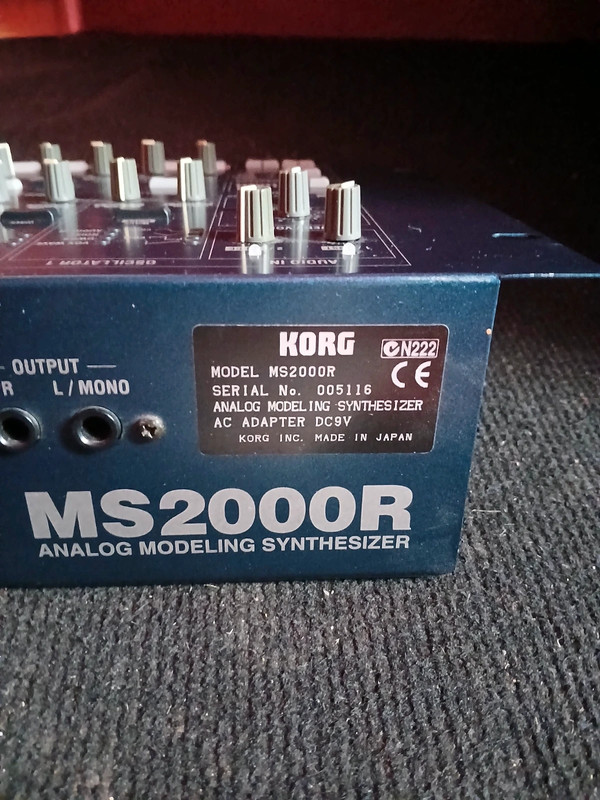 OSCILLATOR 1
AUDIO IN
OUTPUT
R L/MONO
KORG
N222
MODEL MS2000R
CE
SERIAL No. 005116
ANALOG MODELING SYNTHESIZER
AC ADAPTER DC9V
KORG INC. MADE IN JAPAN
MS2000R
ANALOG MODELING SYNTHESIZER